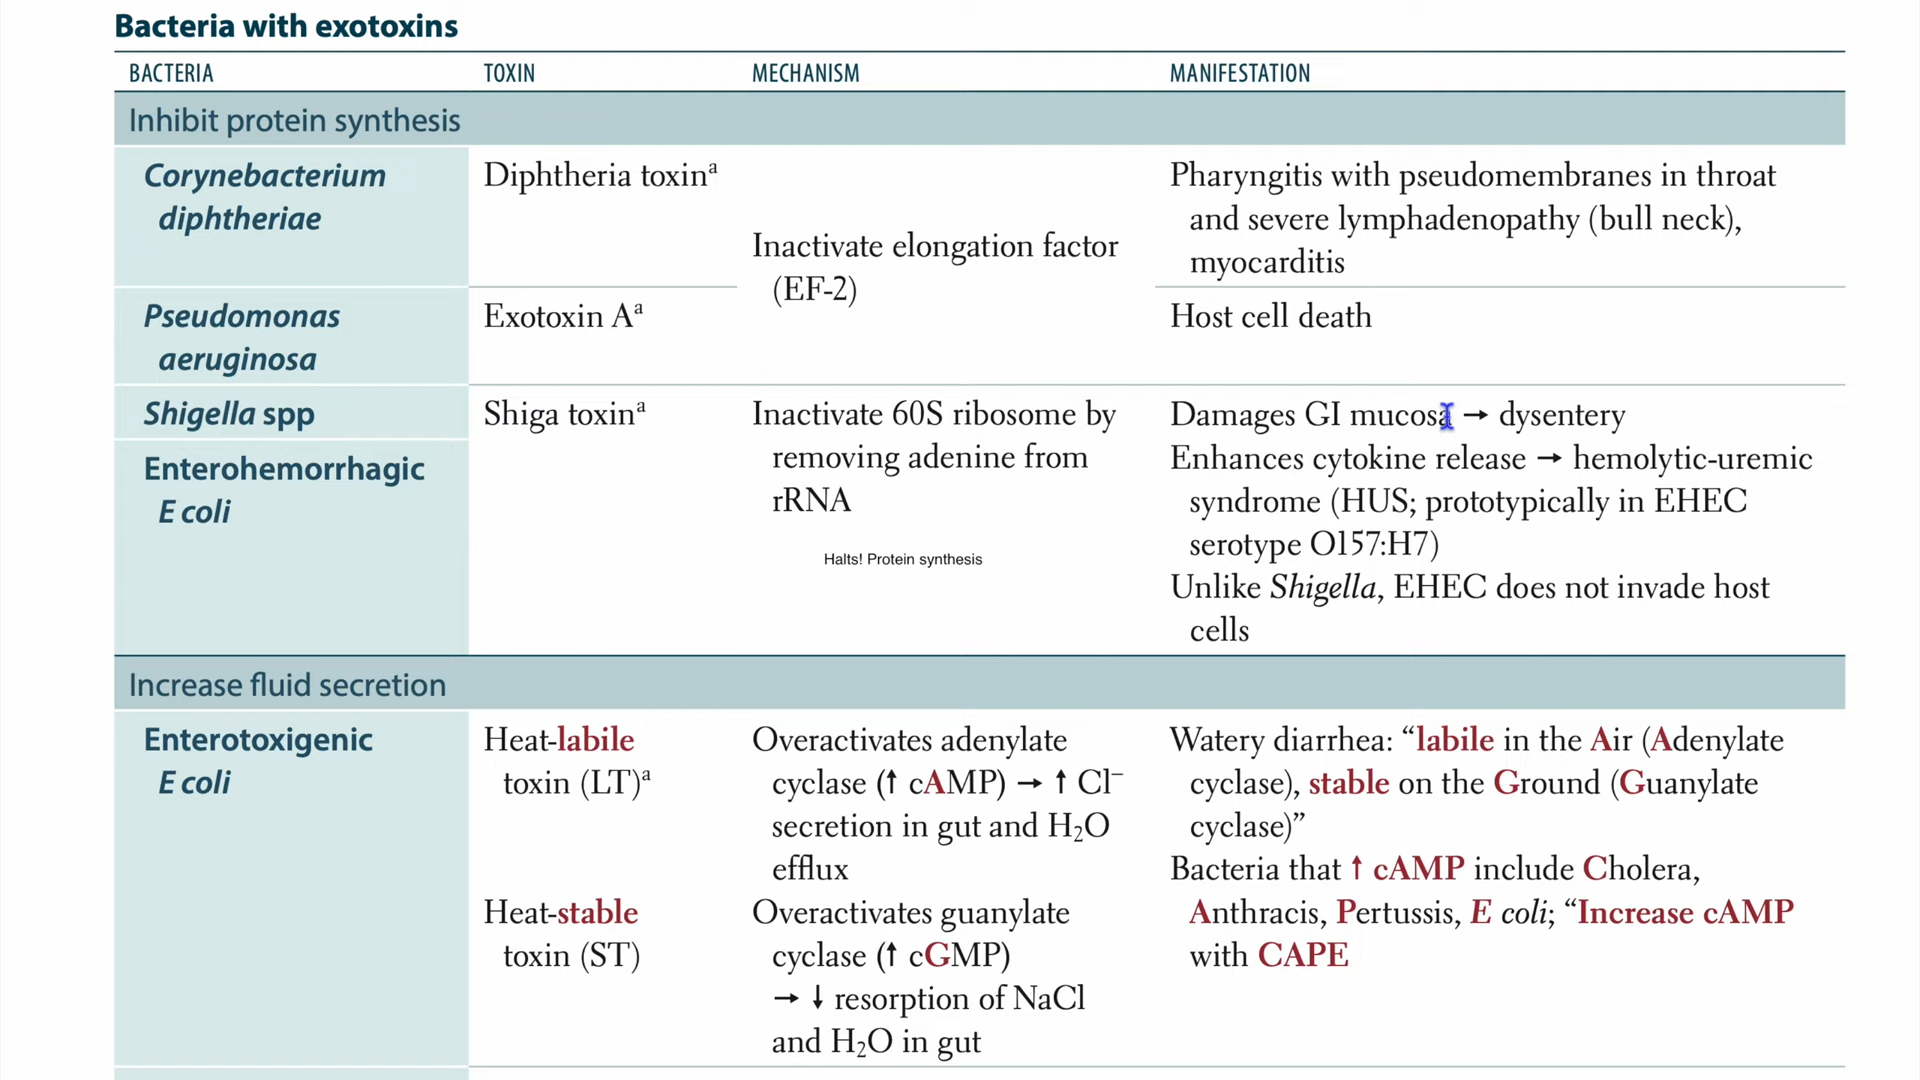 Bacteria with exotoxins
BACTERIA TOXIN MECHANISM MANIFESTATION
Inhibit protein synthesis
Corynebacterium
diphtheriae
Diphtheria toxinᵃ
Inactivate elongation factor
(EF-2)
Pharyngitis with pseudomembranes in throat
and severe lymphadenopathy (bull neck),
myocarditis
Pseudomonas
aeruginosa
Exotoxin Aᵃ
Host cell death
Shigella spp
Shiga toxinᵃ
Inactivate 60S ribosome by
removing adenine from
rRNA
Halts! Protein synthesis
Damages GI mucosa → dysentery
Enhances cytokine release → hemolytic-uremic
syndrome (HUS; prototypically in EHEC
serotype O157:H7)
Unlike Shigella, EHEC does not invade host
cells
Enterohemorrhagic
E coli
Increase fluid secretion
Enterotoxigenic
E coli
Heat-labile
toxin (LT)ᵃ
Overactivates adenylate
cyclase (↑ cAMP) → ↑ Cl⁻
secretion in gut and H₂O
efflux
Watery diarrhea: “labile in the Air (Adenylate
cyclase), stable on the Ground (Guanylate
cyclase)”
Bacteria that ↑ cAMP include Cholera,
Anthracis, Pertussis, E coli; “Increase cAMP
with CAPE
Heat-stable
toxin (ST)
Overactivates guanylate
cyclase (↑ cGMP)
→ ↓ resorption of NaCl
and H₂O in gut